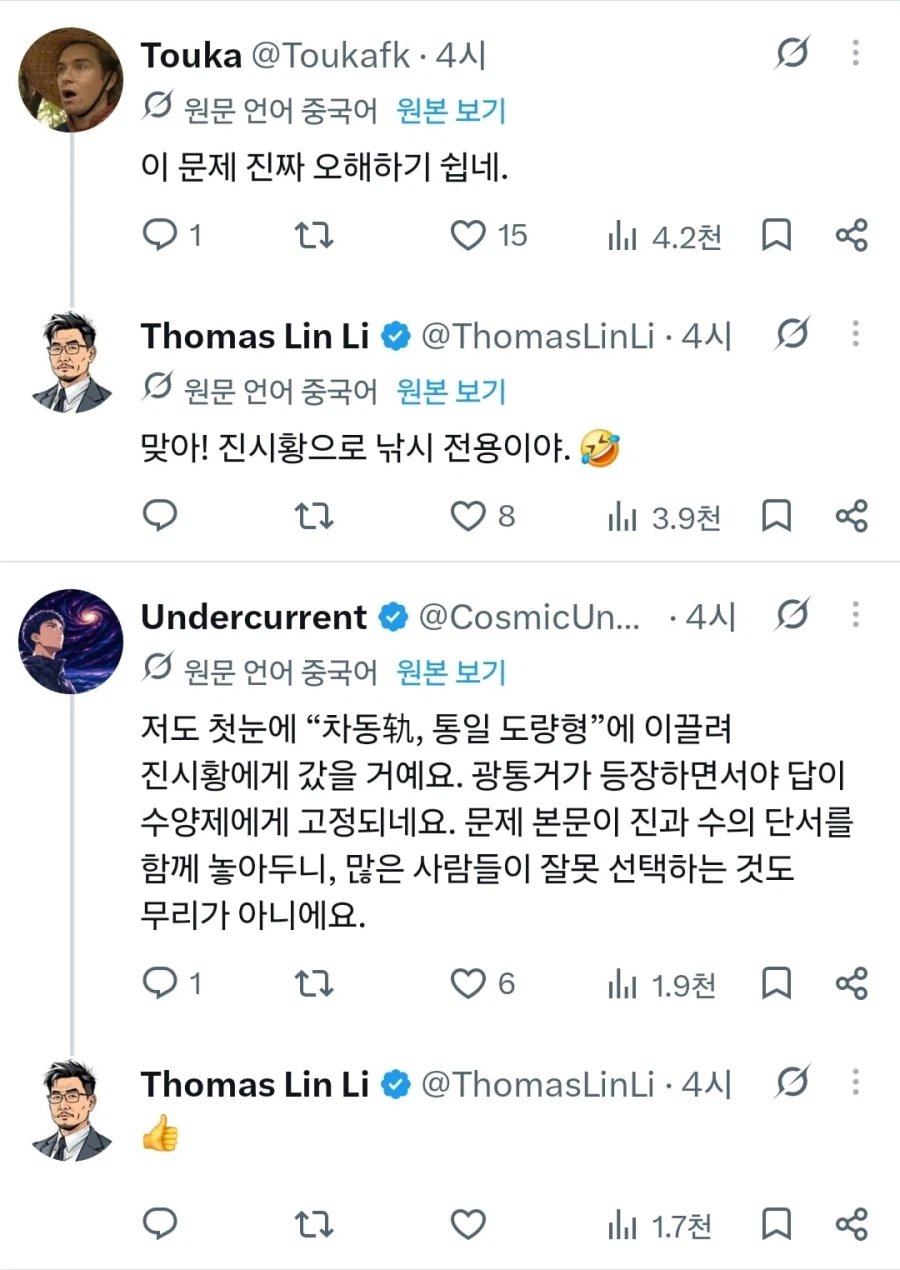 Touka @Toukafk · 4시
원문 언어 중국어 원본 보기
이 문제 진짜 오해하기 쉽네.
1 15 4.2천
Thomas Lin Li @ThomasLinLi · 4시
원문 언어 중국어 원본 보기
맞아! 진시황으로 낚시 전용이야. 🤣
8 3.9천
Undercurrent @CosmicUn... · 4시
원문 언어 중국어 원본 보기
저도 첫눈에 “차동轨, 통일 도량형”에 이끌려
진시황에게 갔을 거예요. 광통거가 등장하면서야 답이
수양제에게 고정되네요. 문제 본문이 진과 수의 단서를
함께 놓아두니, 많은 사람들이 잘못 선택하는 것도
무리가 아니에요.
1 6 1.9천
Thomas Lin Li @ThomasLinLi · 4시
👍
1.7천